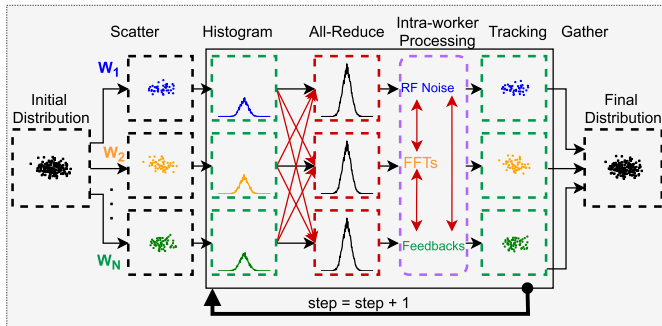 Scatter
Histogram
All-Reduce
Intra-worker
Processing
Tracking
Gather
Initial
Distribution
W1
W2
WN
RF Noise
FFTs
Feedbacks
Final
Distribution
step = step + 1